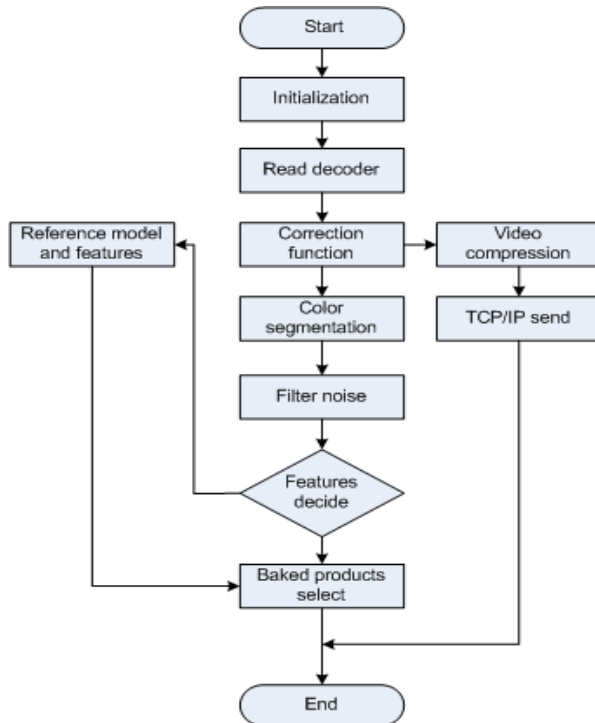 Start
Initialization
Read decoder
Reference model
and features
Correction
function
Video
compression
Color
segmentation
TCP/IP send
Filter noise
Features
decide
Baked products
select
End